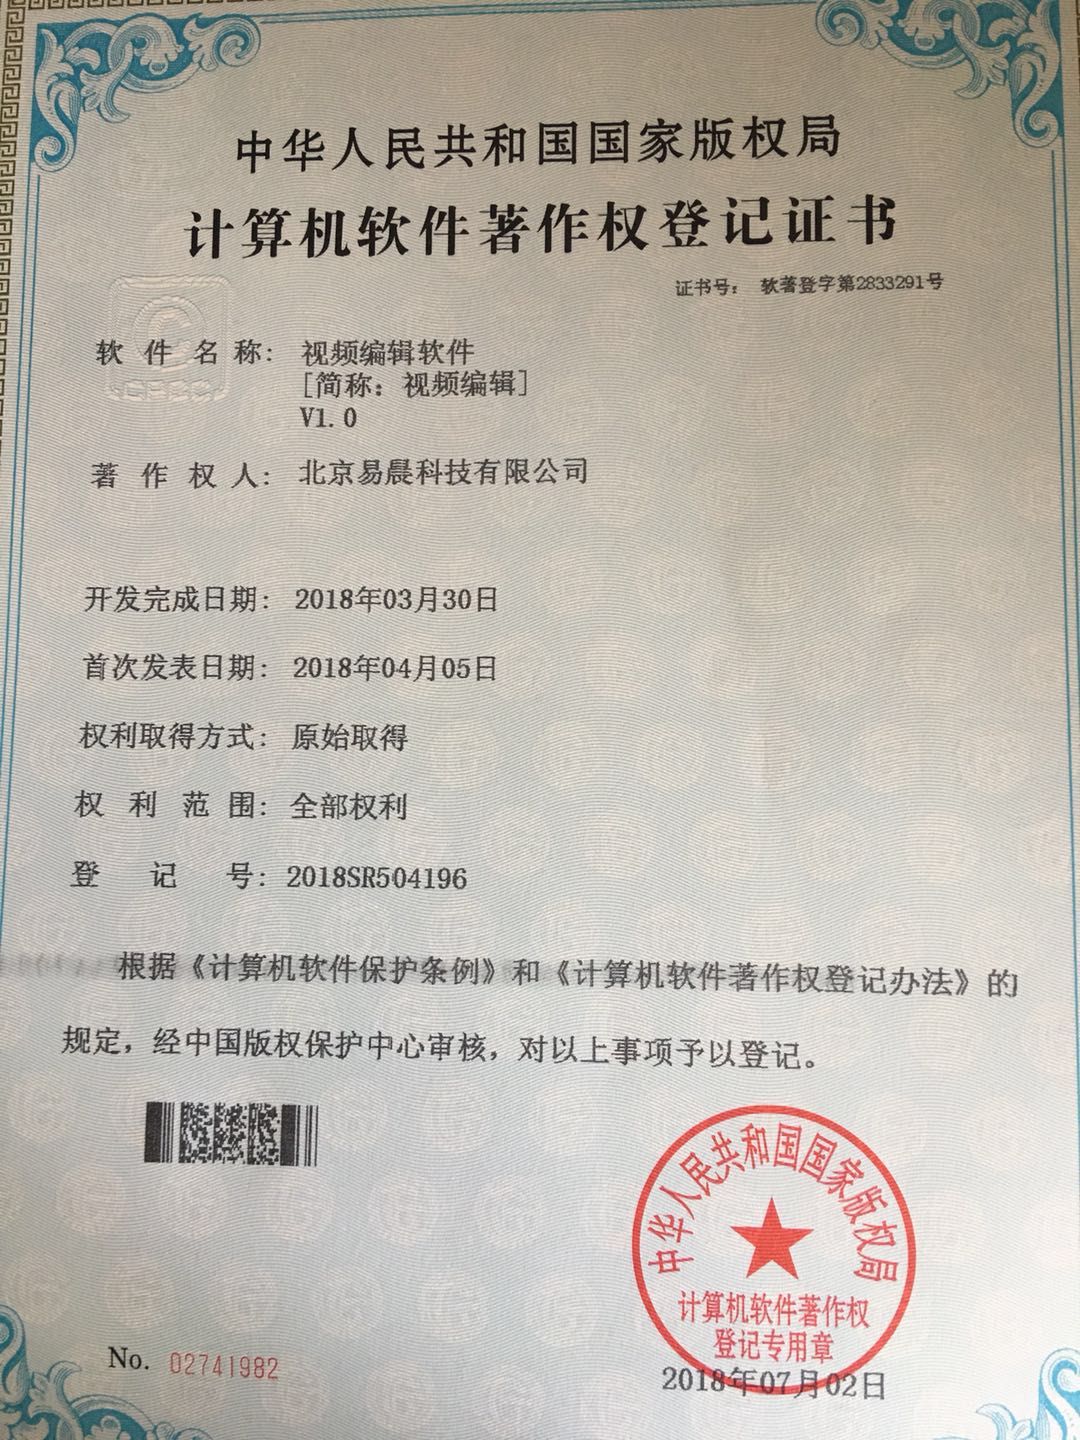 中华人民共和国国家版权局
计算机软件著作权登记证书
证书号： 软著登字第2833291号
软件名称： 视频编辑软件
[简称：视频编辑]
V1.0
著作权人： 北京易晨科技有限公司
开发完成日期： 2018年03月30日
首次发表日期： 2018年04月05日
权利取得方式： 原始取得
权利范围： 全部权利
登记号： 2018SR504196
根据《计算机软件保护条例》和《计算机软件著作权登记办法》的
规定，经中国版权保护中心审核，对以上事项予以登记。
中华人民共和国国家版权局
计算机软件著作权
登记专用章
2018年07月02日
No. 02741982